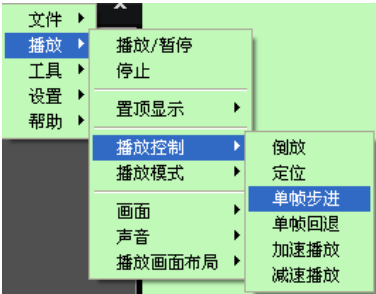 文件
播放
工具
设置
帮助
播放/暂停
停止
置顶显示
播放控制
播放模式
画面
声音
播放画面布局
倒放
定位
单帧步进
单帧回退
加速播放
减速播放